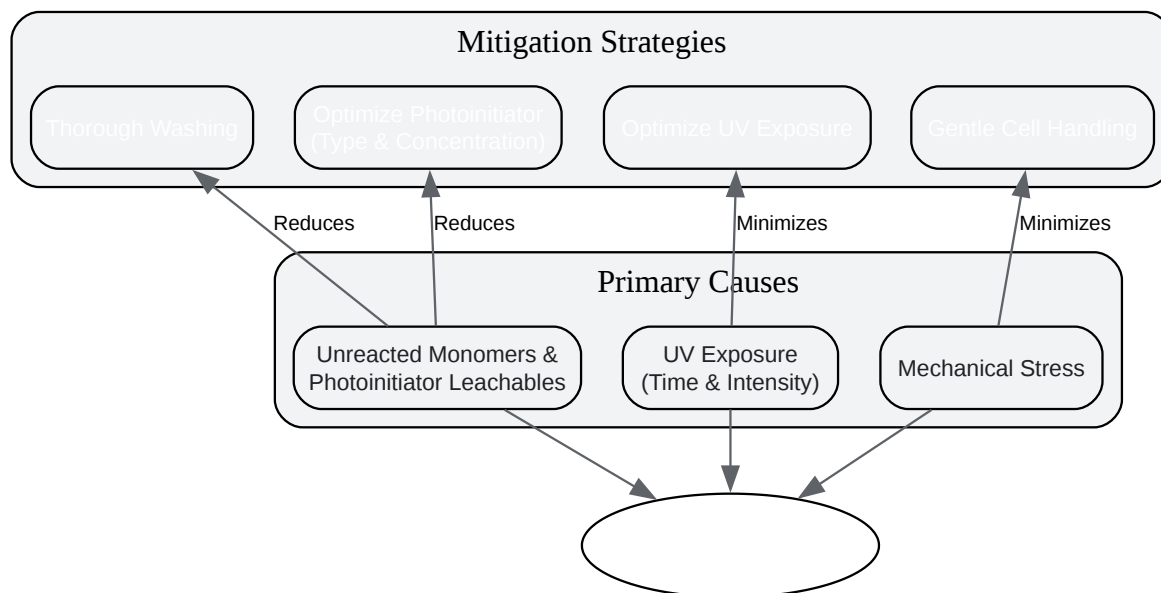 Mitigation Strategies
Thorough Washing
Optimize Photoinitiator
(Type & Concentration)
Optimize UV Exposure
Gentle Cell Handling
Reduces
Reduces
Minimizes
Minimizes
Primary Causes
Unreacted Monomers &
Photoinitiator Leachables
UV Exposure
(Time & Intensity)
Mechanical Stress